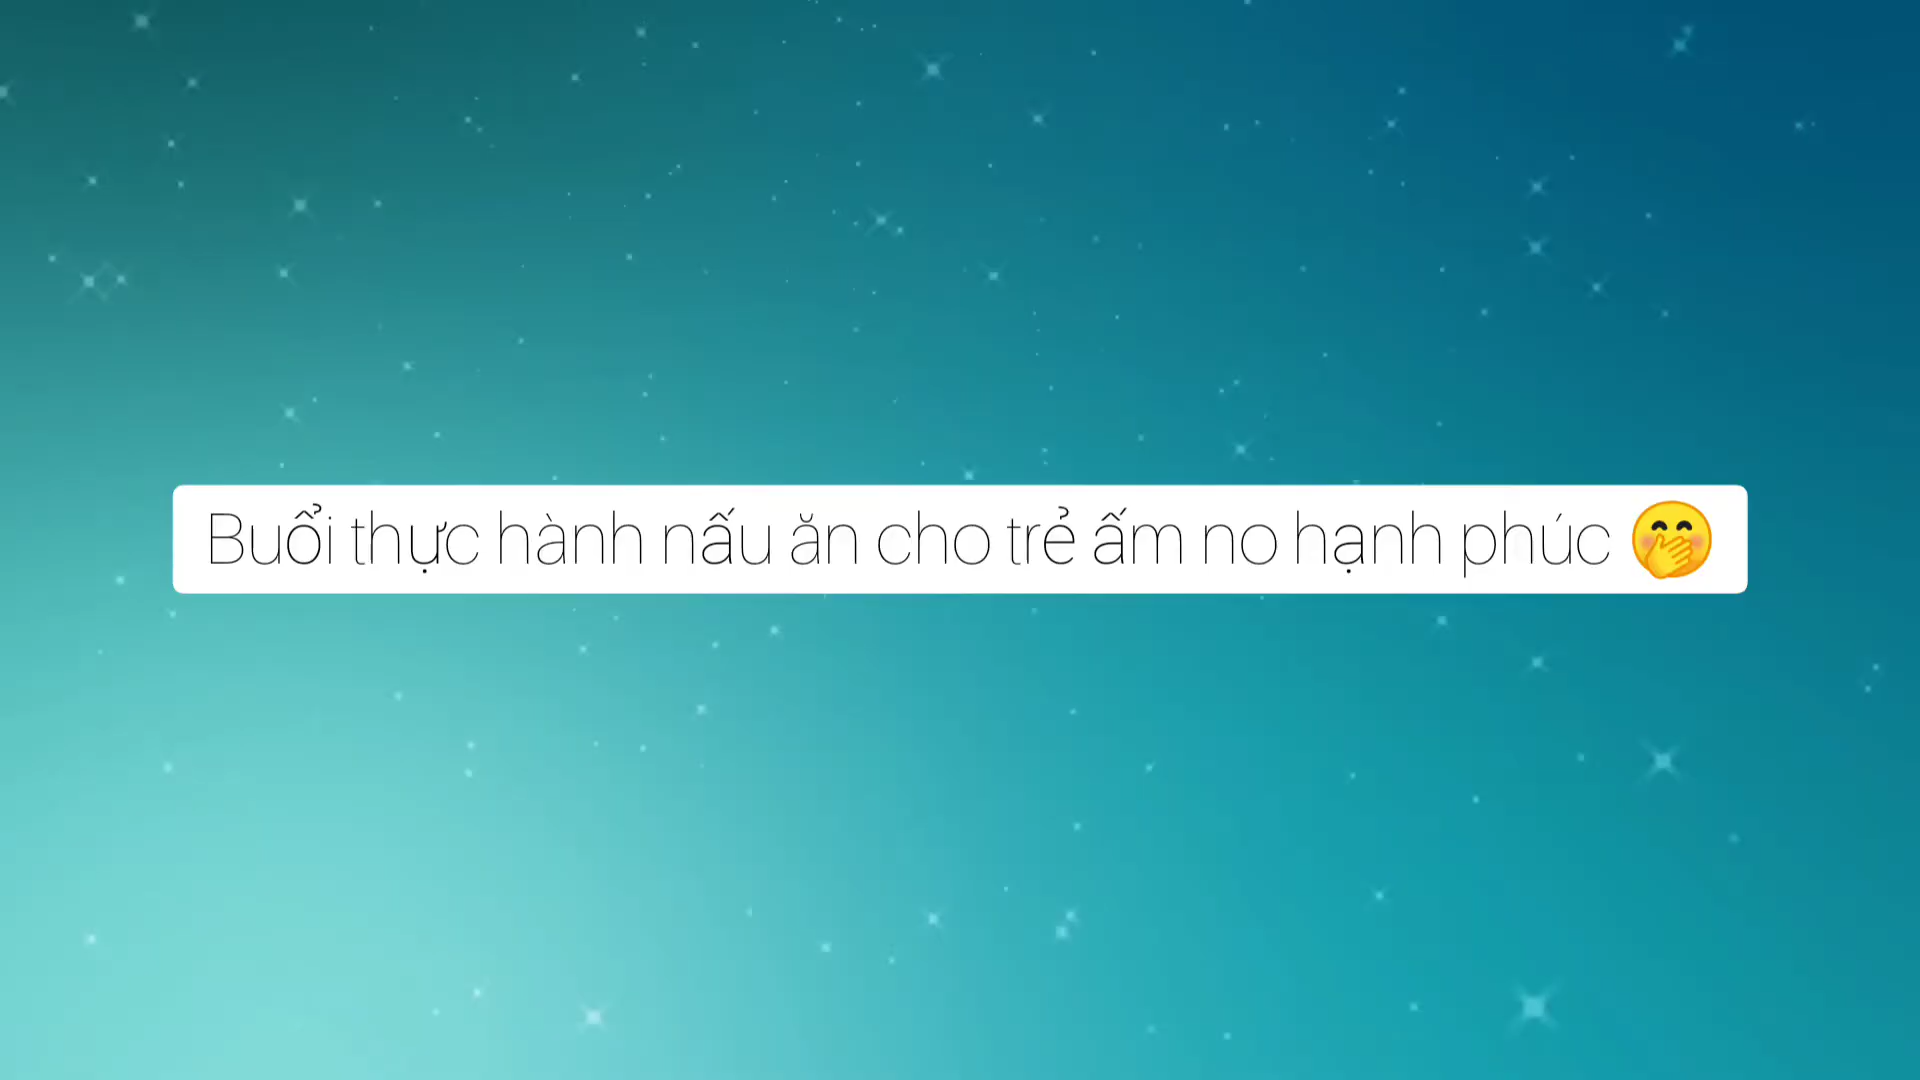 Buổi thực hành nấu ăn cho trẻ ấm no hạnh phúc 🤭